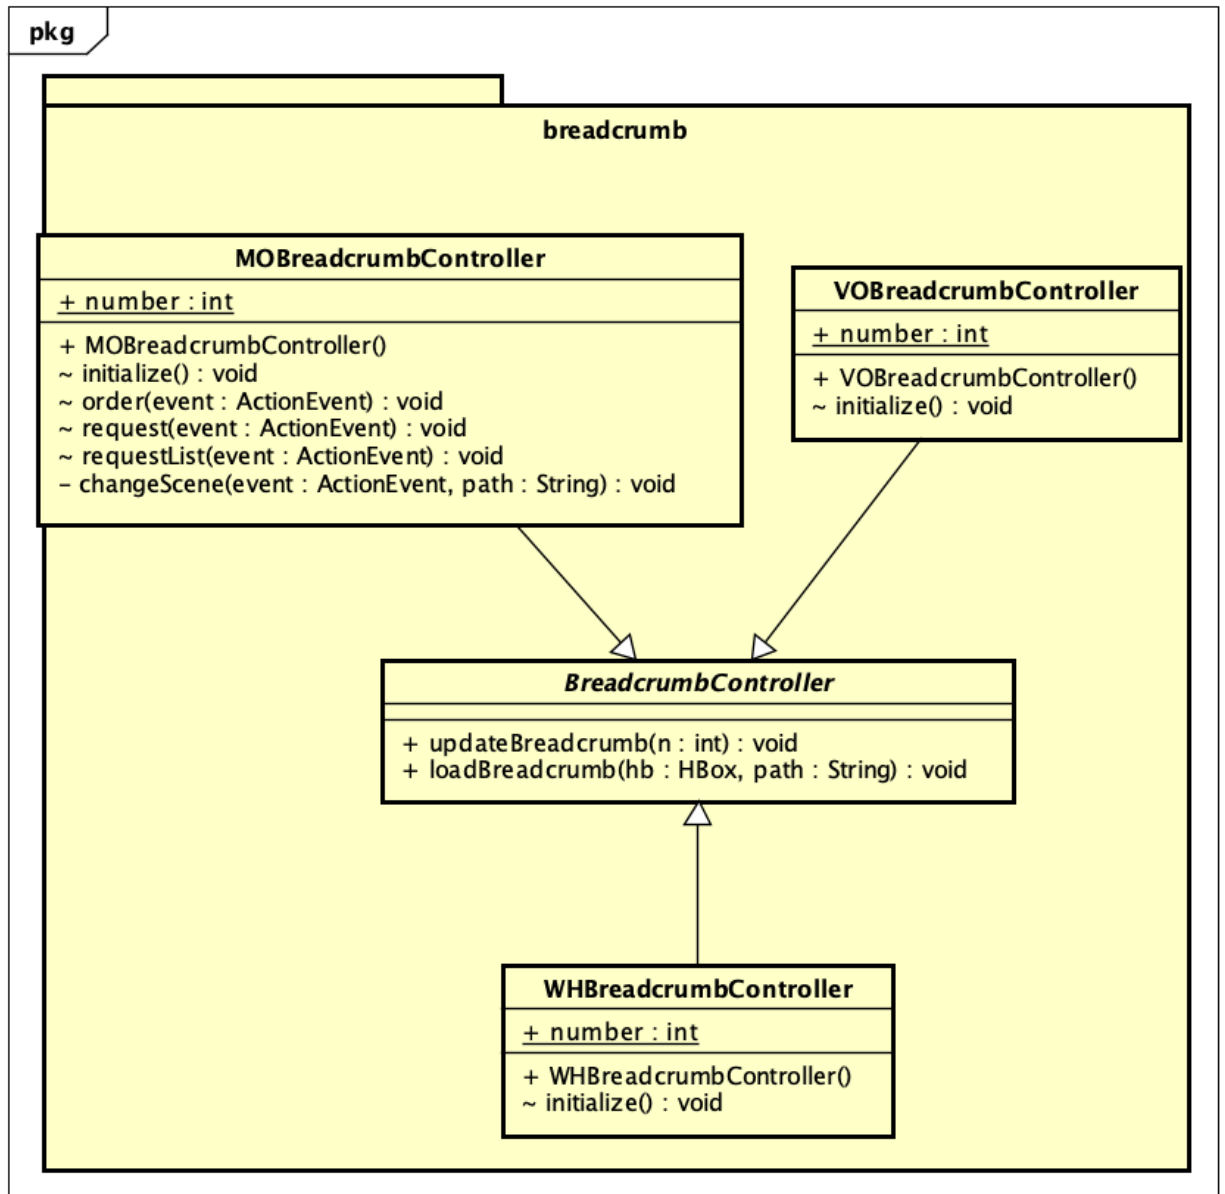 pkg
breadcrumb
MOBreadcrumbController
+ number : int
+ MOBreadcrumbController()
~ initialize() : void
~ order(event : ActionEvent) : void
~ request(event : ActionEvent) : void
~ requestList(event : ActionEvent) : void
- changeScene(event : ActionEvent, path : String) : void
VOBreadcrumbController
+ number : int
+ VOBreadcrumbController()
~ initialize() : void
BreadcrumbController
+ updateBreadcrumb(n : int) : void
+ loadBreadcrumb(hb : HBox, path : String) : void
WHBreadcrumbController
+ number : int
+ WHBreadcrumbController()
~ initialize() : void